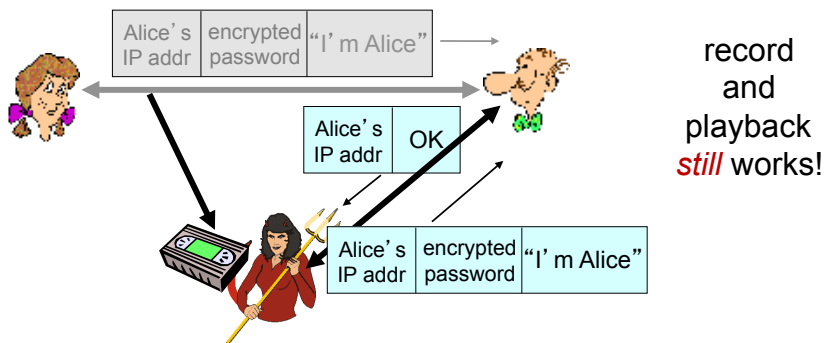 Alice’s encrypted “I’m Alice”
IP addr password
record
and
playback
still works!
Alice’s OK
IP addr
Alice’s encrypted “I’m Alice”
IP addr password